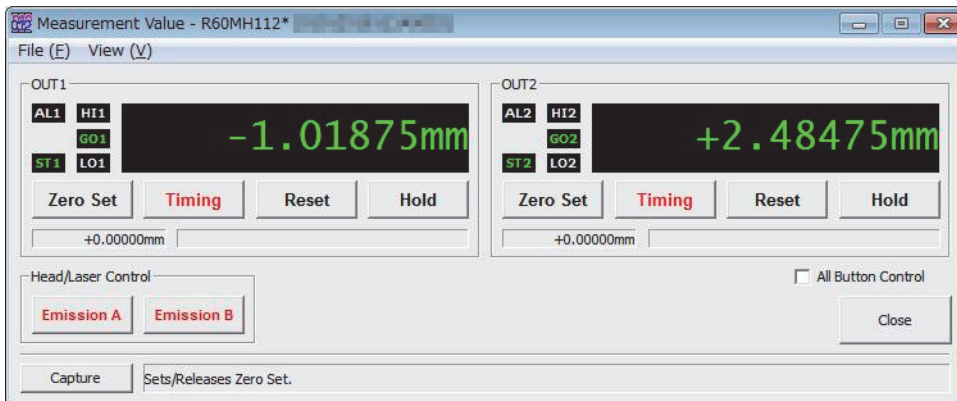 Measurement Value - R60MH112*
File (F) View (V)
OUT1
AL1 HI1
GO1
ST1 LO1
-1.01875mm
Zero Set Timing Reset Hold
+0.00000mm
OUT2
AL2 HI2
GO2
ST2 LO2
+2.48475mm
Zero Set Timing Reset Hold
+0.00000mm
Head/Laser Control
Emission A Emission B
All Button Control
Close
Capture Sets/Releases Zero Set.